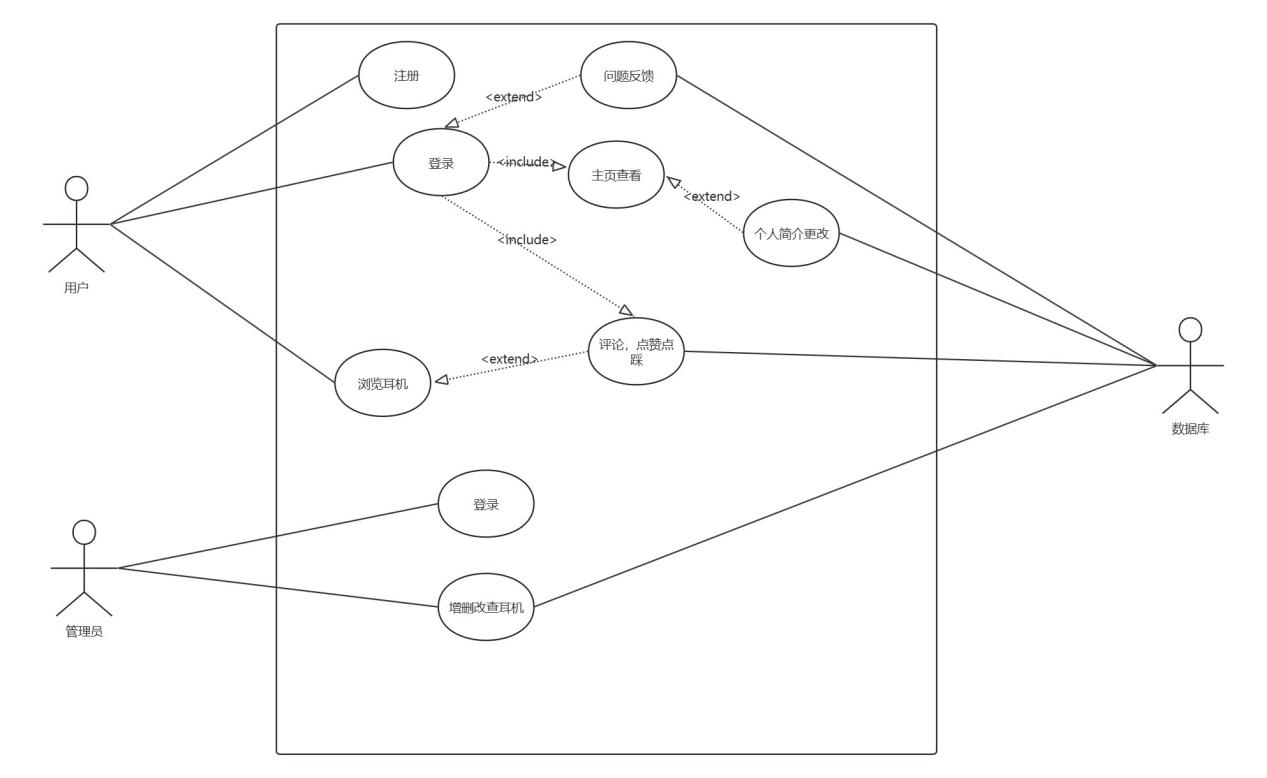 注册
问题反馈
<extend>
登录
<include>
主页查看
<extend>
个人简介更改
<include>
用户
评论，点赞点
踩
<extend>
浏览耳机
数据库
登录
增删改查耳机
管理员